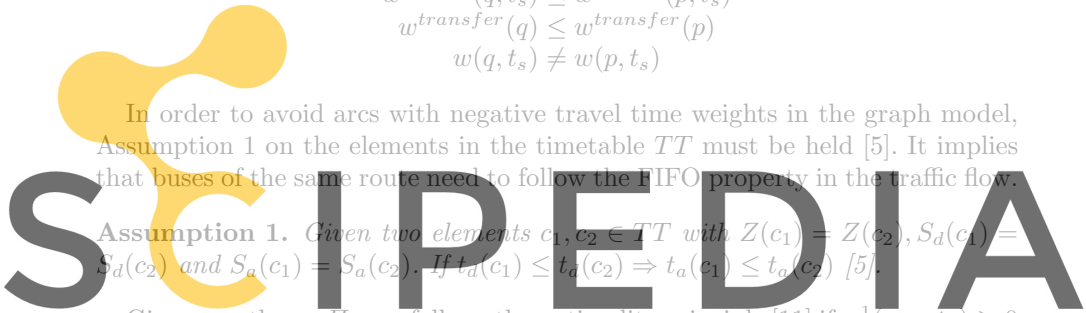 w^{transfer}(q) ≤ w^{transfer}(p)
w(q, t_s) ≠ w(p, t_s)
In order to avoid arcs with negative travel time weights in the graph model,
Assumption 1 on the elements in the timetable TT must be held [5]. It implies
that buses of the same route need to follow the FIFO property in the traffic flow.
SCIPEDIA
Assumption 1. Given two elements c_1, c_2 ∈ TT with Z(c_1) = Z(c_2), S_d(c_1) =
S_d(c_2) and S_a(c_1) = S_a(c_2). If t_d(c_1) ≤ t_d(c_2) ⇒ t_a(c_1) ≤ t_a(c_2) [5].